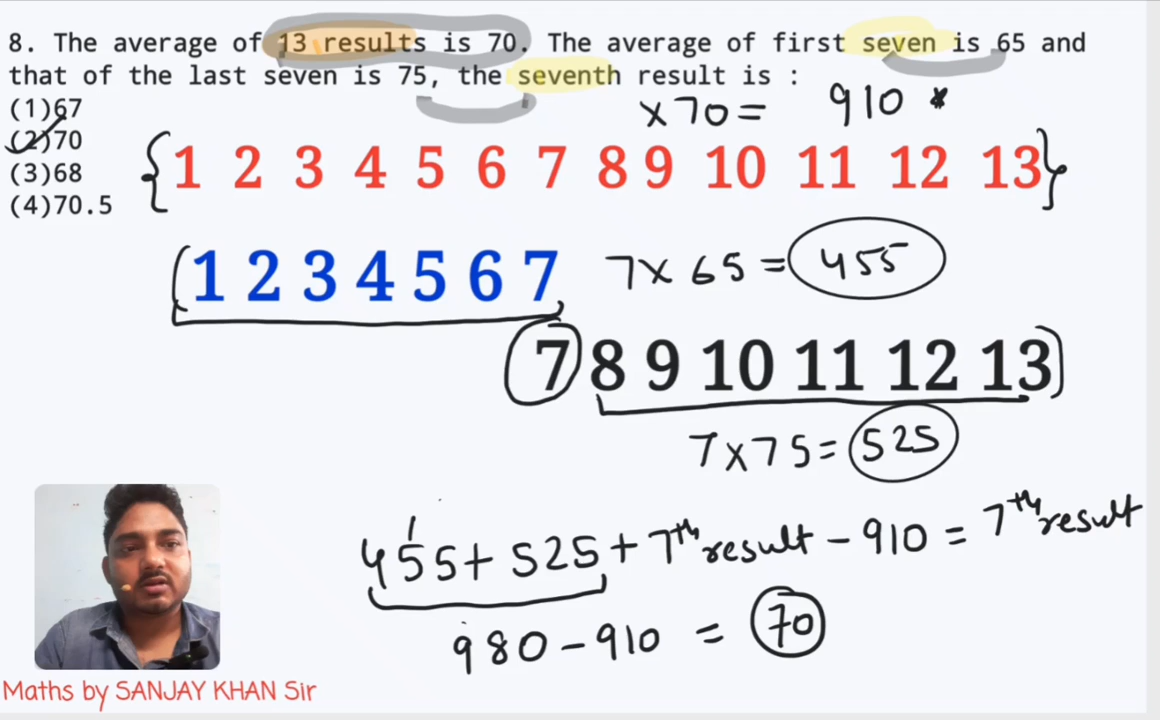 8. The average of 13 results is 70. The average of first seven is 65 and
that of the last seven is 75, the seventh result is :
(1)67
×70= 910
(2)70
(3)68
(4)70.5
{1 2 3 4 5 6 7 8 9 10 11 12 13}
(1 2 3 4 5 6 7 7×65=455
7 8 9 10 11 12 13)
7×75=525
455+525+7th result-910=7th result
980-910 = 70
Maths by SANJAY KHAN Sir